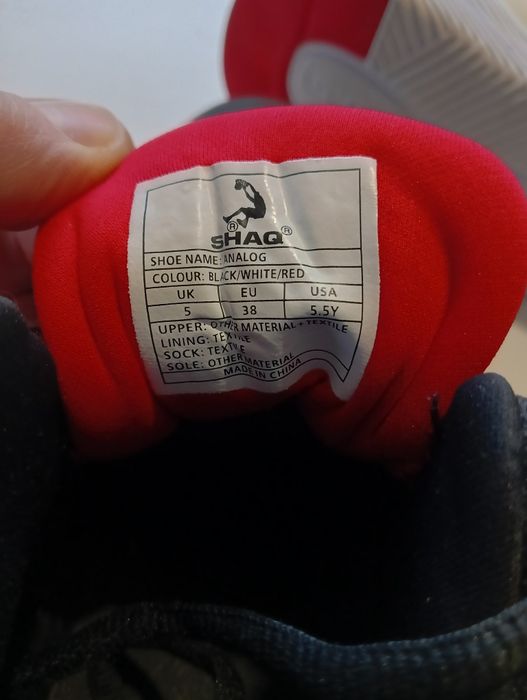 SHAQ®
SHOE NAME: ANALOG
COLOUR: BLACK/WHITE/RED
UK EU USA
5 38 5.5Y
UPPER: OTHER MATERIAL + TEXTILE
LINING: TEXTILE
SOCK: TEXTILE
SOLE: OTHER MATERIAL
MADE IN CHINA